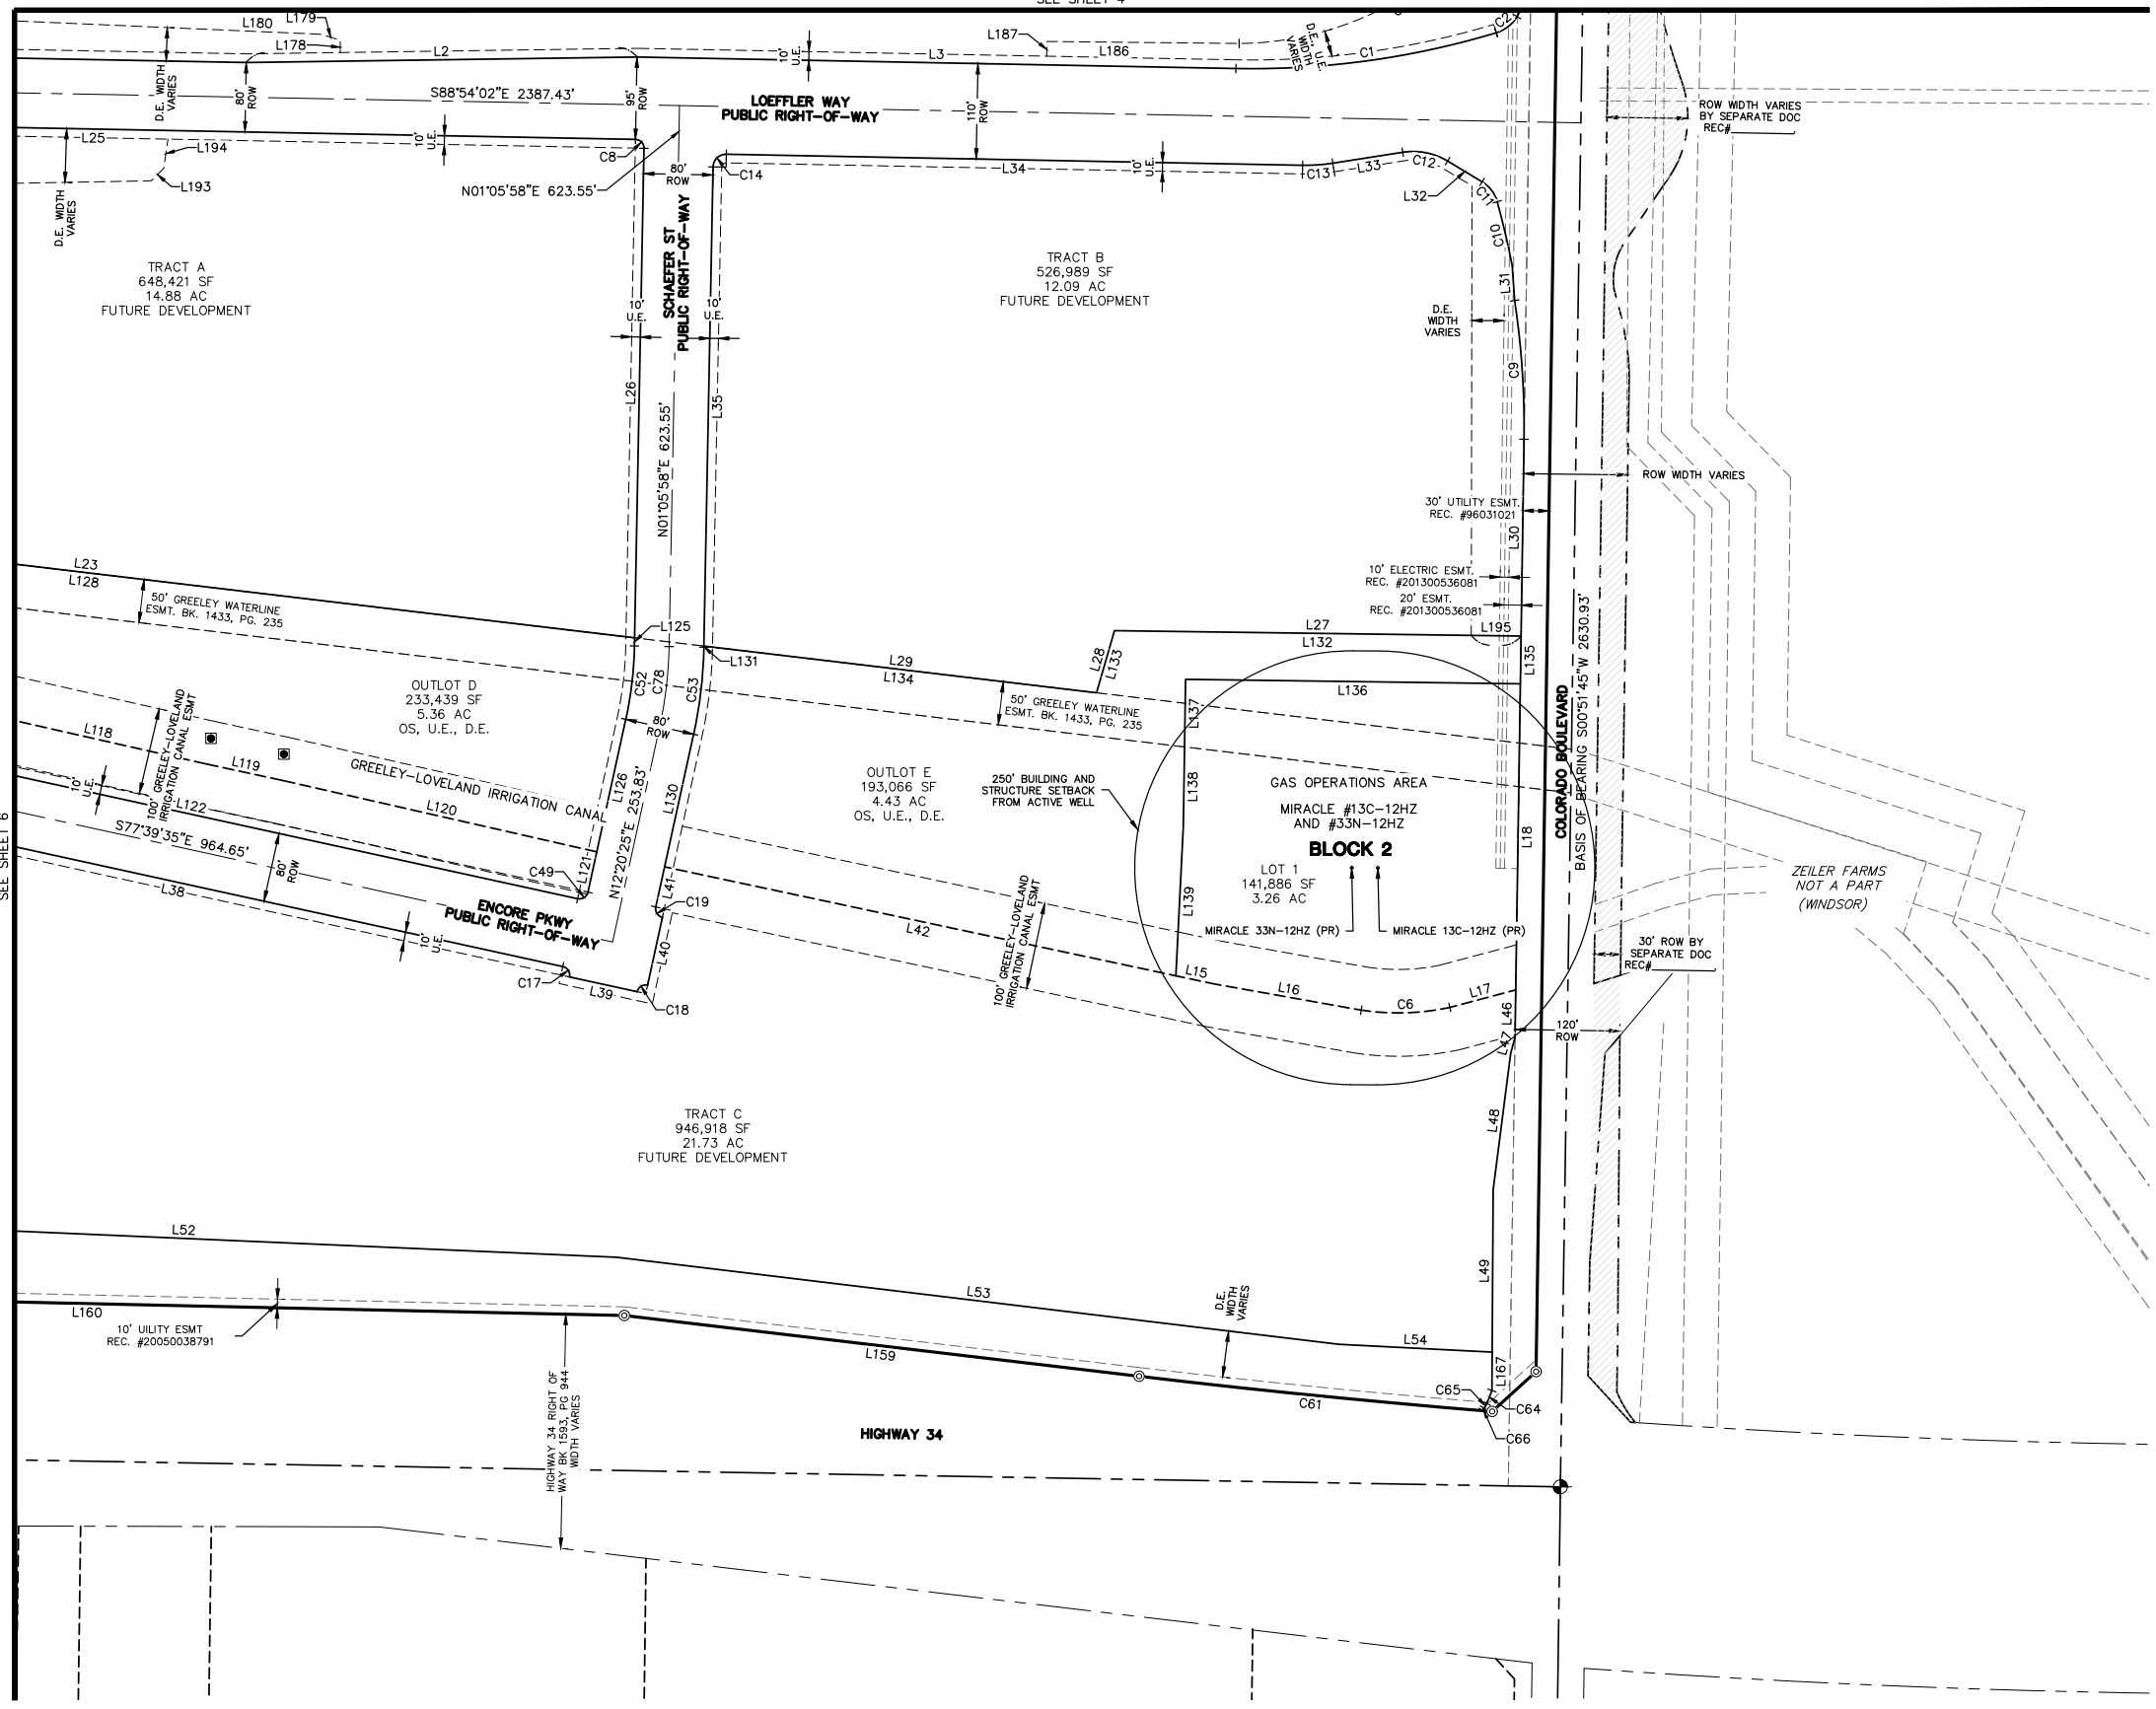 SEE SHEET 4
L180
L179
L178
L2
L187
L186
L3
10'
U.E.
D.E., U.E.
WIDTH
VARIES
C1
C2
D.E. WIDTH
VARIES
80'
ROW
S88°54'02"E 2387.43'
95'
ROW
LOEFFLER WAY
PUBLIC RIGHT-OF-WAY
110'
ROW
ROW WIDTH VARIES
BY SEPARATE DOC
REC#
L25
L194
L193
10'
U.E.
C8
80'
ROW
C14
L34
10'
U.E.
C13
L33
C12
L32
C11
C10
L31
C9
N01°05'58"E 623.55'
D.E. WIDTH
VARIES
SCHAEFER ST
PUBLIC RIGHT-OF-WAY
TRACT A
648,421 SF
14.88 AC
FUTURE DEVELOPMENT
TRACT B
526,989 SF
12.09 AC
FUTURE DEVELOPMENT
10'
U.E.
10'
U.E.
D.E.
WIDTH
VARIES
L26
L35
N01°05'58"E 623.55'
ROW WIDTH VARIES
30' UTILITY ESMT.
REC. #96031021
L30
10' ELECTRIC ESMT.
REC. #201300536081
20' ESMT.
REC. #201300536081
L23
L128
50' GREELEY WATERLINE
ESMT. BK. 1433, PG. 235
L125
L131
L29
L134
L28
L133
L27
L132
L195
L135
C52
C78
C53
OUTLOT D
233,439 SF
5.36 AC
OS, U.E., D.E.
50' GREELEY WATERLINE
ESMT. BK. 1433, PG. 235
L137
L136
COLORADO BOULEVARD
BASIS OF BEARING S00°51'45"W 2630.93'
80'
ROW
L118
L119
100' GREELEY-LOVELAND
IRRIGATION CANAL ESMT
GREELEY-LOVELAND IRRIGATION CANAL
L120
L122
10'
U.E.
L126
L130
N12°20'25"E 253.83'
OUTLOT E
193,066 SF
4.43 AC
OS, U.E., D.E.
250' BUILDING AND
STRUCTURE SETBACK
FROM ACTIVE WELL
L138
GAS OPERATIONS AREA
MIRACLE #13C-12HZ
AND #33N-12HZ
BLOCK 2
LOT 1
141,886 SF
3.26 AC
L18
SEE SHEET 6
S77°39'35"E 964.65'
80'
ROW
C49
L121
L38
10'
U.E.
ENCORE PKWY
PUBLIC RIGHT-OF-WAY
L41
C19
L40
C17
L39
C18
L42
100' GREELEY-LOVELAND
IRRIGATION CANAL ESMT
L139
MIRACLE 33N-12HZ (PR)
MIRACLE 13C-12HZ (PR)
ZEILER FARMS
NOT A PART
(WINDSOR)
30' ROW BY
SEPARATE DOC
REC#
L15
L16
C6
L17
L46
120'
ROW
L47
L48
TRACT C
946,918 SF
21.73 AC
FUTURE DEVELOPMENT
L52
L53
L49
L54
D.E.
WIDTH
VARIES
L160
10' UILITY ESMT
REC. #20050038791
L159
C61
L167
C65
C64
C66
HIGHWAY 34 RIGHT OF
WAY BK 1593, PG 944
WIDTH VARIES
HIGHWAY 34